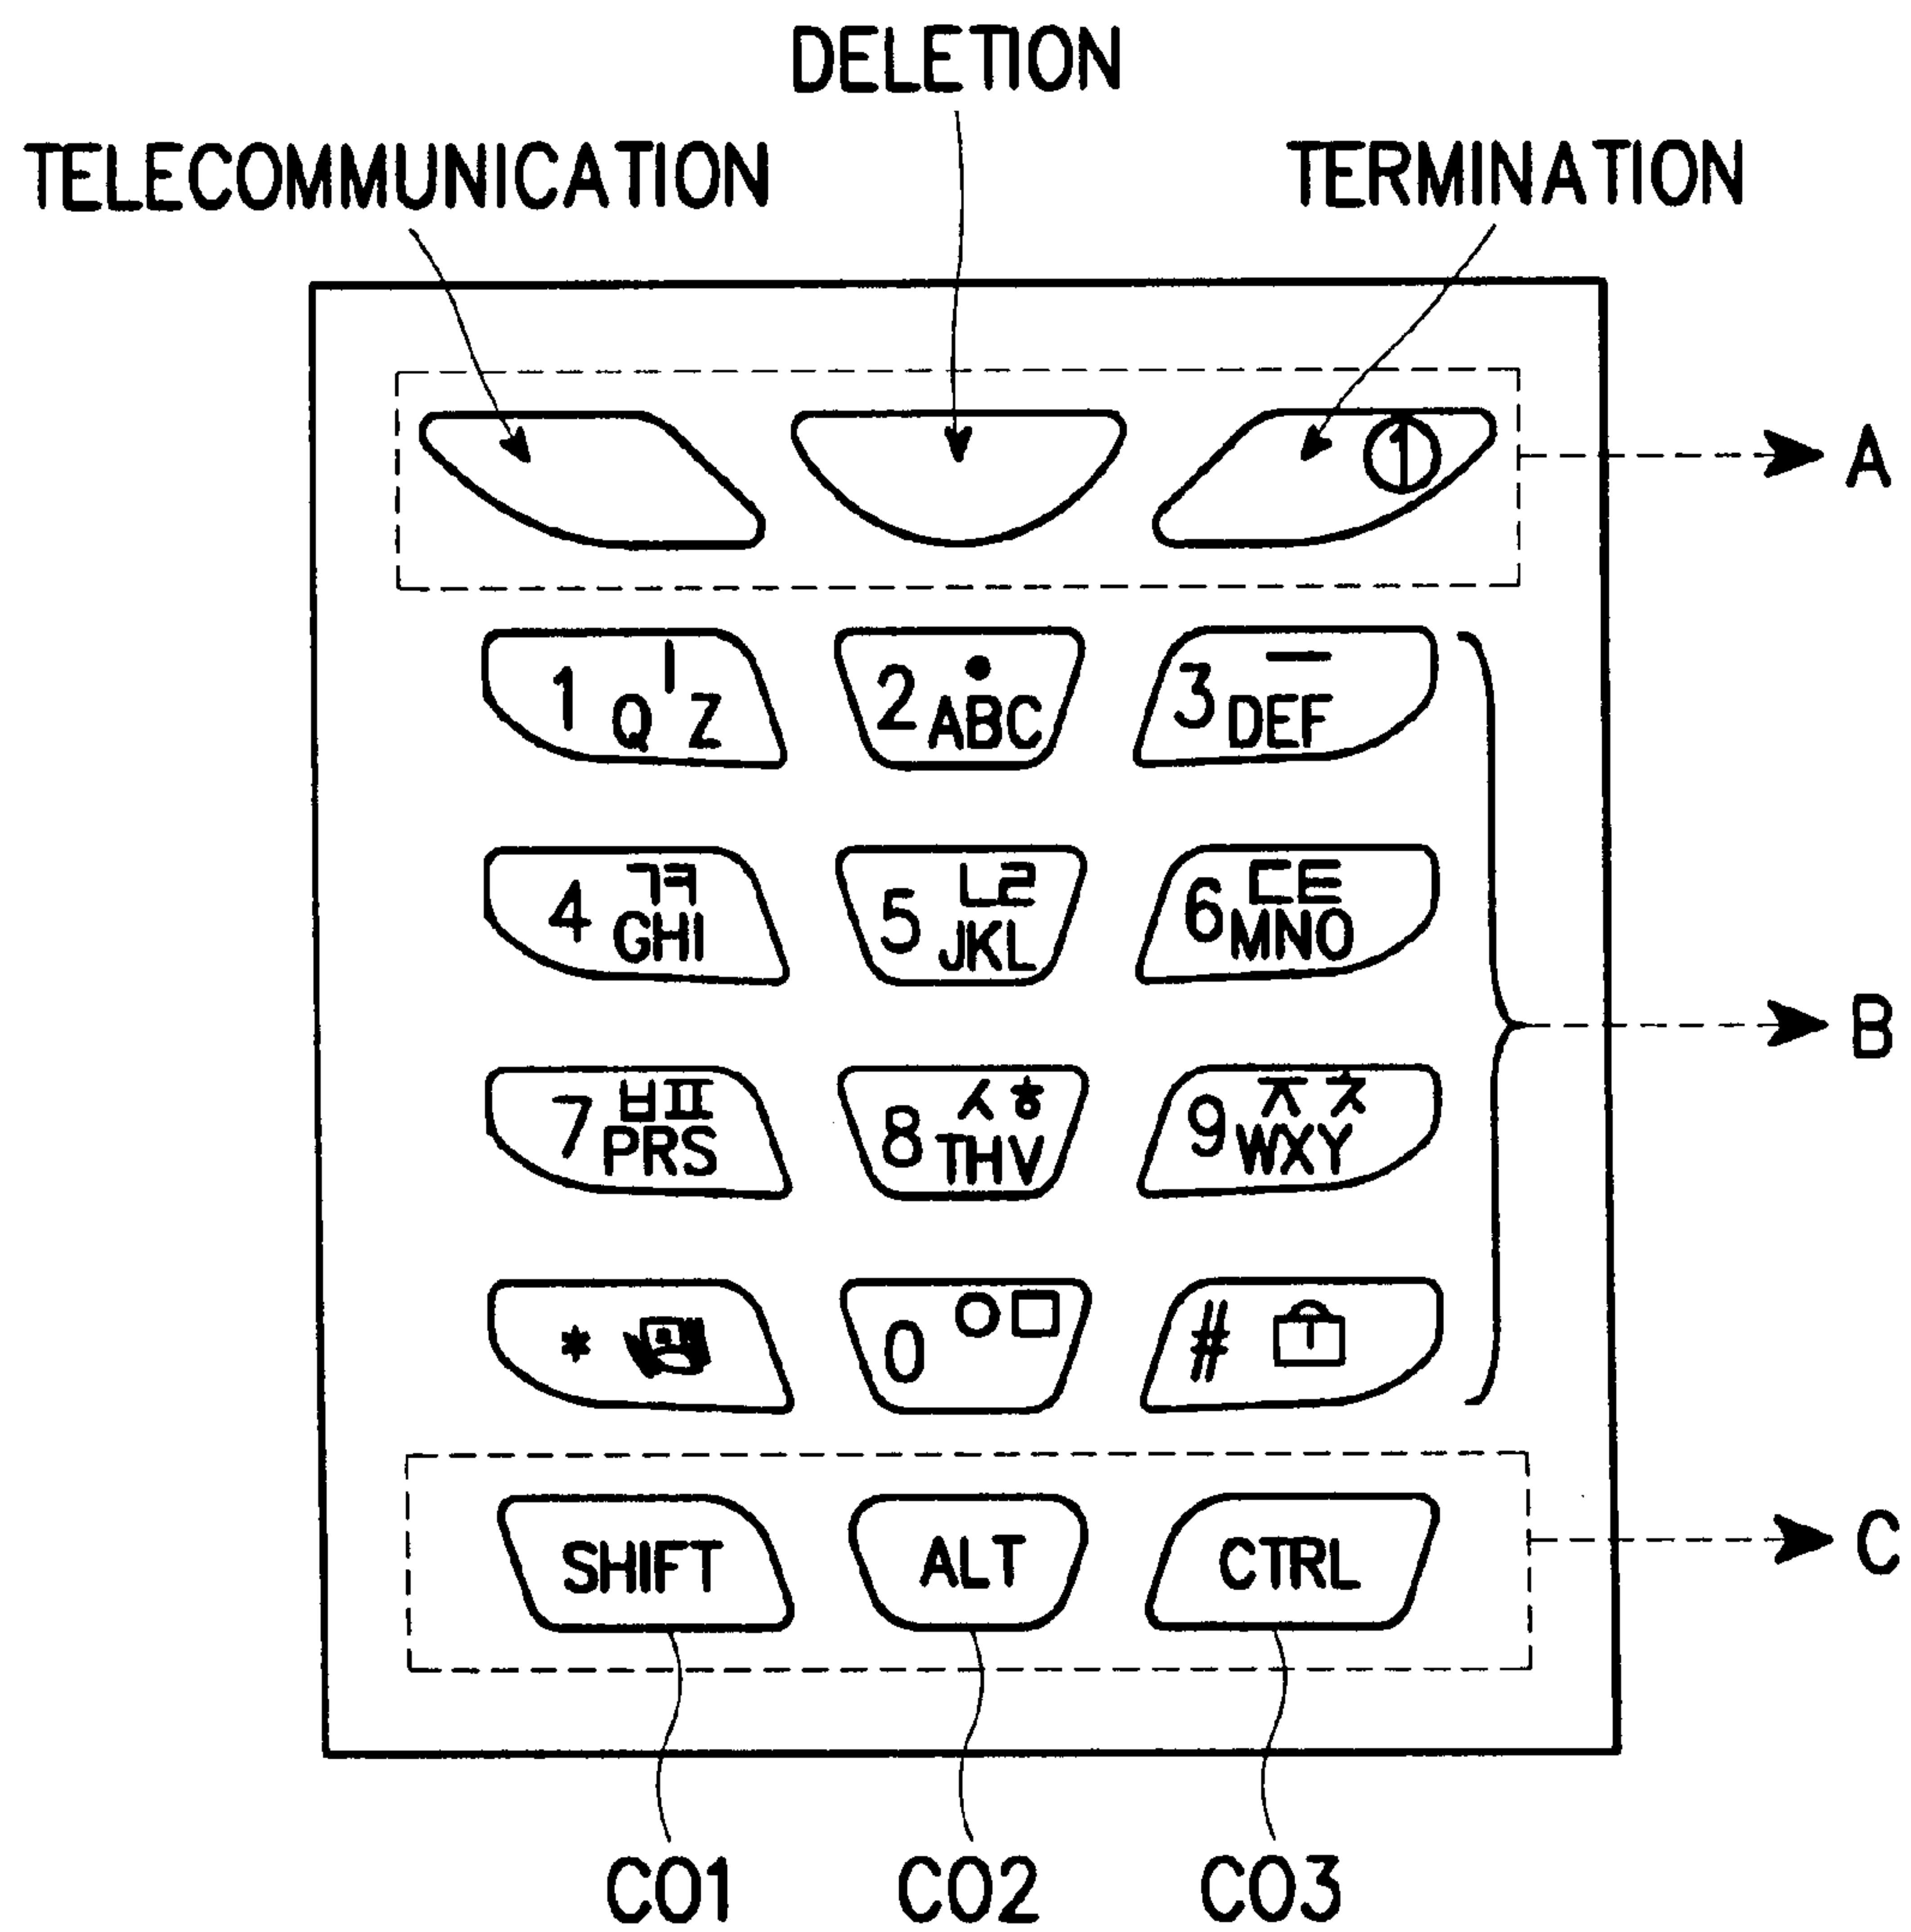 DELETION
TELECOMMUNICATION
TERMINATION
1
A
1 ㅣ
Q Z
2 •
ABC
3 ㅡ
DEF
4 ㄱㅋ
GHI
5 ㄴㄹ
JKL
6 ㄷㅌ
MNO
B
7 ㅂㅍ
PRS
8 ㅅㅎ
THV
9 ㅈㅊ
WXY
*
0 ㅇㅁ
#
SHIFT
ALT
CTRL
C
C01
C02
C03